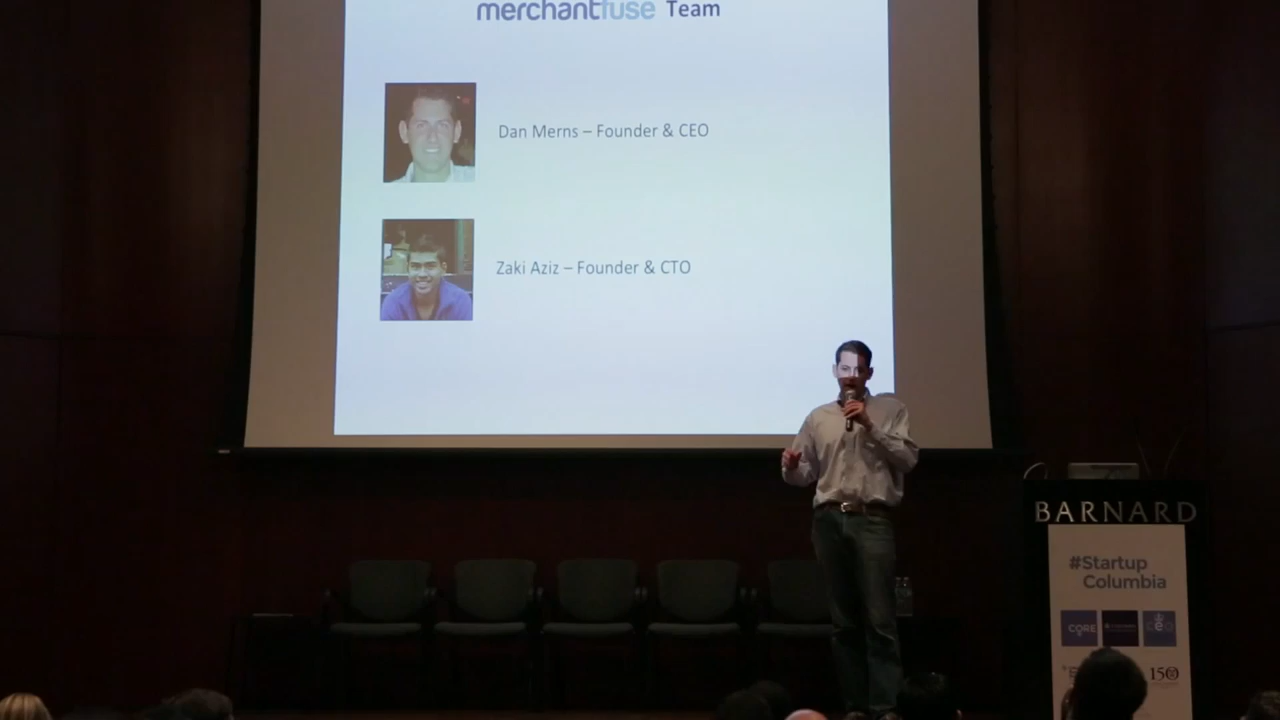 merchantfuse Team
Dan Merns – Founder & CEO
Zaki Aziz – Founder & CTO
BARNARD
#Startup
Columbia
CORE
150